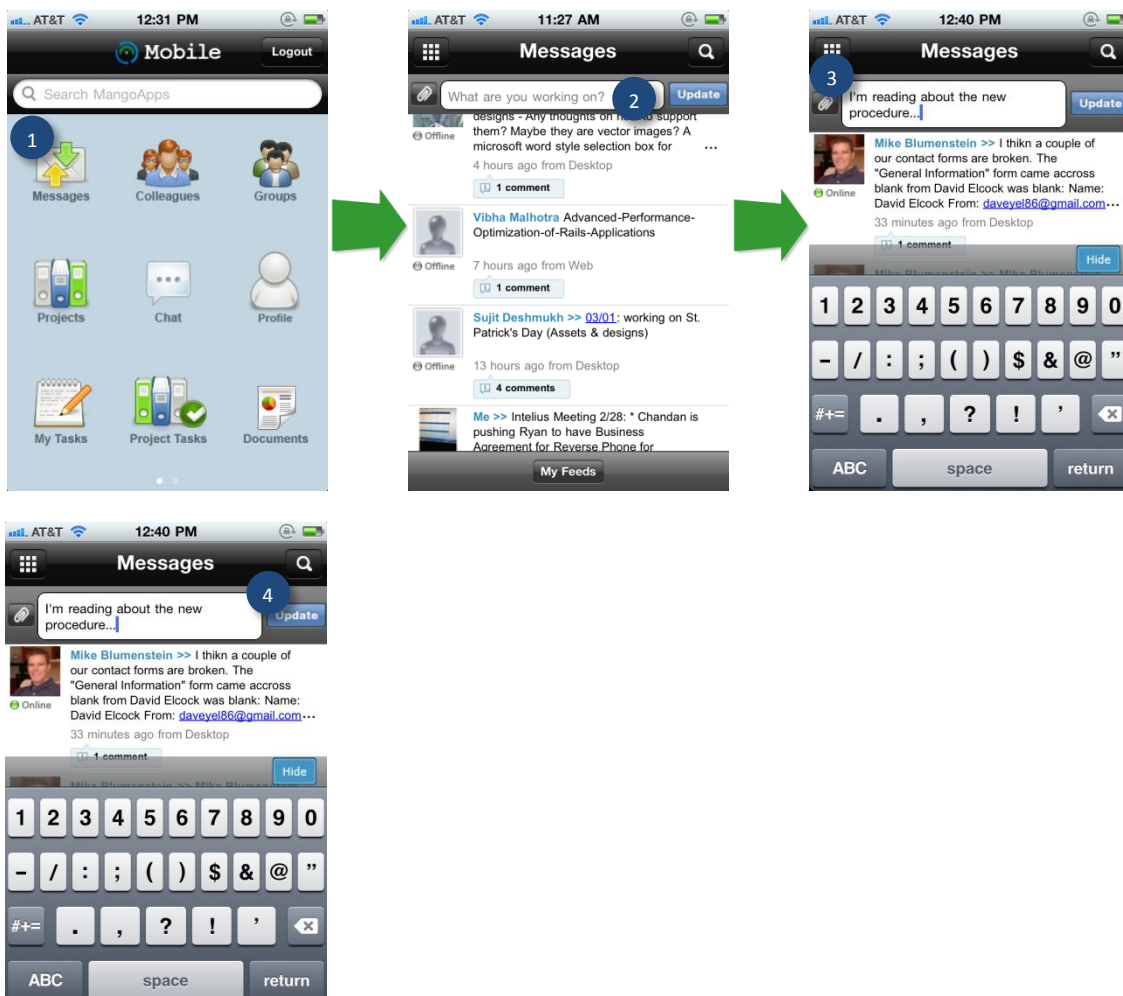 AT&T 12:31 PM
Mobile
Logout
Search MangoApps
1
Messages
Colleagues
Groups
Projects
Chat
Profile
My Tasks
Project Tasks
Documents
AT&T 11:27 AM
Messages
What are you working on?
2
Update
designs - Any thoughts on to support
Offline
them? Maybe they are vector images? A
microsoft word style selection box for ...
4 hours ago from Desktop
1 comment
Vibha Malhotra Advanced-Performance-
Optimization-of-Rails-Applications
Offline
7 hours ago from Web
1 comment
Sujit Deshmukh >> 03/01: working on St.
Patrick's Day (Assets & designs)
Offline
13 hours ago from Desktop
4 comments
Me >> Intelius Meeting 2/28: * Chandan is
pushing Ryan to have Business
Agreement for Reverse Phone for
My Feeds
AT&T 12:40 PM
Messages
3
I'm reading about the new
procedure...
Update
Mike Blumenstein >> I thikn a couple of
our contact forms are broken. The
"General Information" form came accross
blank from David Elcock was blank: Name:
Online
David Elcock From: daveyel86@gmail.com...
33 minutes ago from Desktop
1 comment
Hide
Mike Blumenstein >> Mike Blumenstein
1 2 3 4 5 6 7 8 9 0
- / : ; ( ) $ & @ "
#+= . , ? ! '
ABC space return
AT&T 12:40 PM
Messages
4
I'm reading about the new
procedure...
Update
Mike Blumenstein >> I thikn a couple of
our contact forms are broken. The
"General Information" form came accross
blank from David Elcock was blank: Name:
Online
David Elcock From: daveyel86@gmail.com...
33 minutes ago from Desktop
1 comment
Hide
Mike Blumenstein >> Mike Blumenstein
1 2 3 4 5 6 7 8 9 0
- / : ; ( ) $ & @ "
#+= . , ? ! '
ABC space return